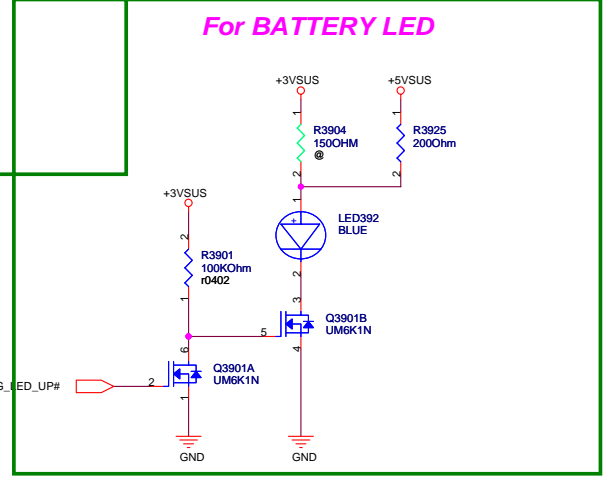 For BATTERY LED
+3VSUS
+5VSUS
1
1
R3904
150OHM
@
R3925
200Ohm
2
2
+3VSUS
1
LED392
BLUE
+
2
R3901
100KOhm
r0402
2
1
3
Q3901B
UM6K1N
5
4
6
Q3901A
UM6K1N
_LED_UP#
2
1
GND
GND